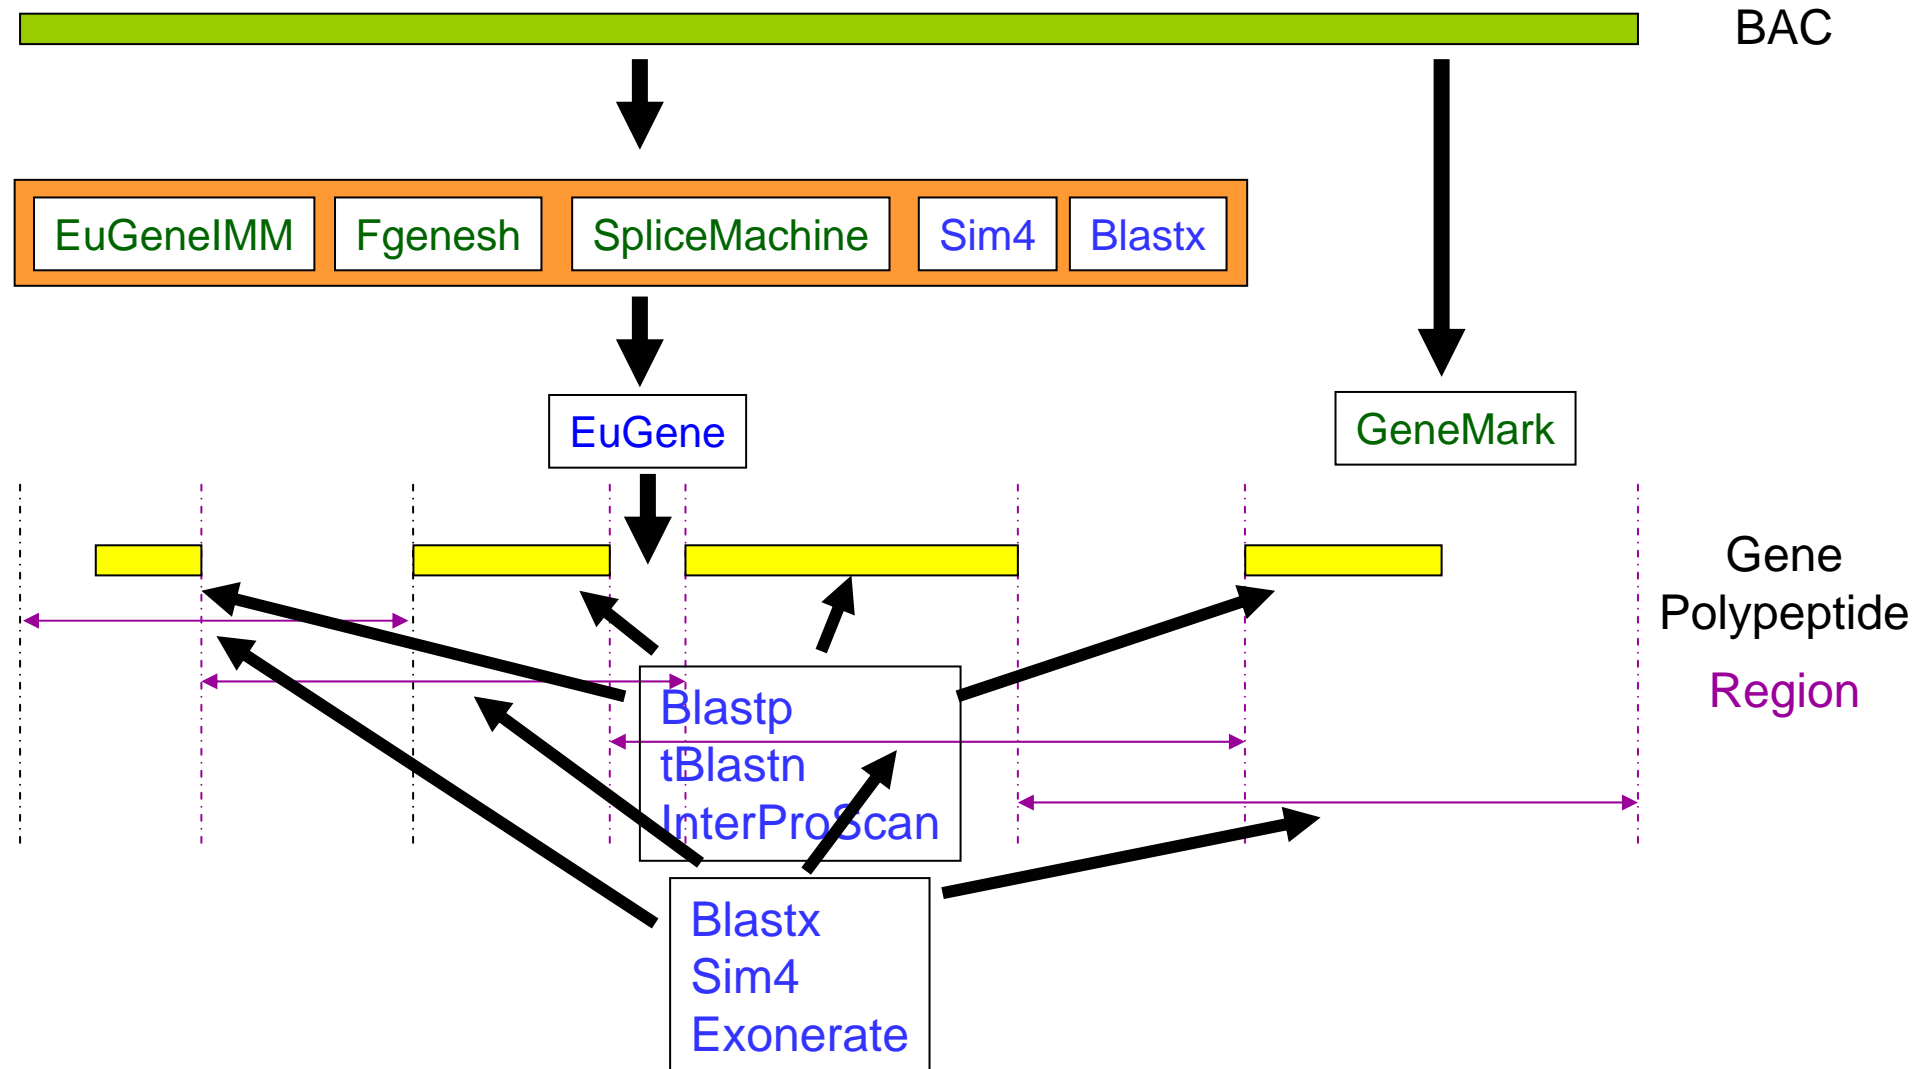 BAC
EuGeneIMM
Fgenesh
SpliceMachine
Sim4
Blastx
EuGene
GeneMark
Gene
Polypeptide
Region
Blastp
tBlastn
InterProScan
Blastx
Sim4
Exonerate